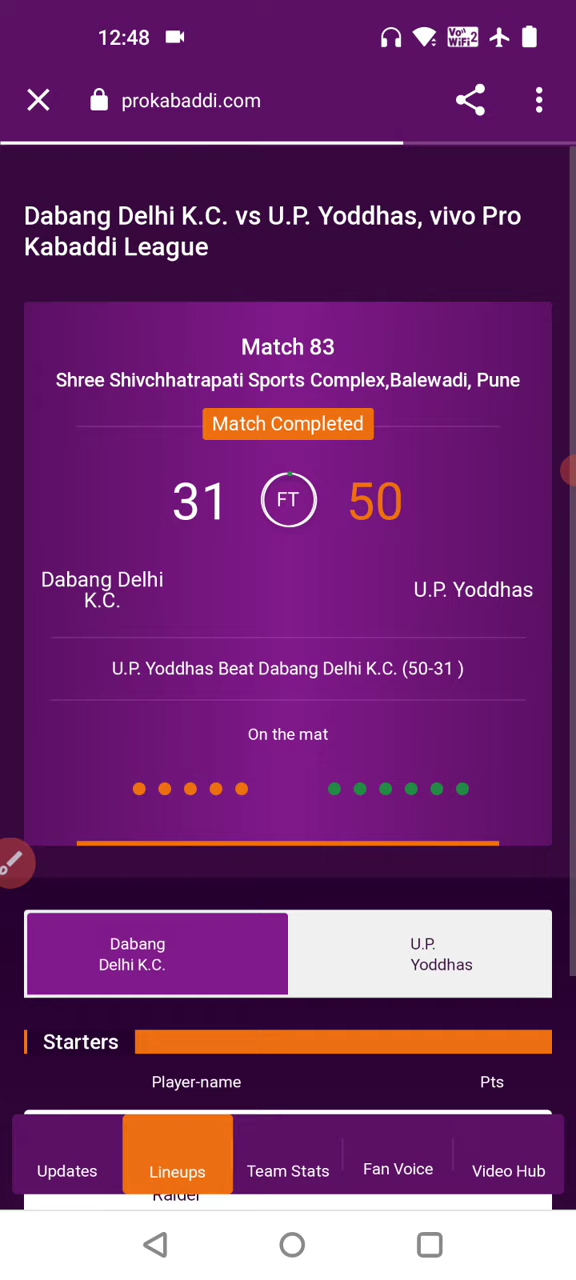 12:48
Vo))
WiFi2
prokabaddi.com
Dabang Delhi K.C. vs U.P. Yoddhas, vivo Pro
Kabaddi League
Match 83
Shree Shivchhatrapati Sports Complex,Balewadi, Pune
Match Completed
31 FT 50
Dabang Delhi
K.C.
U.P. Yoddhas
U.P. Yoddhas Beat Dabang Delhi K.C. (50-31 )
On the mat
Dabang
Delhi K.C.
U.P.
Yoddhas
Starters
Player-name Pts
Updates Lineups Team Stats Fan Voice Video Hub
Raider